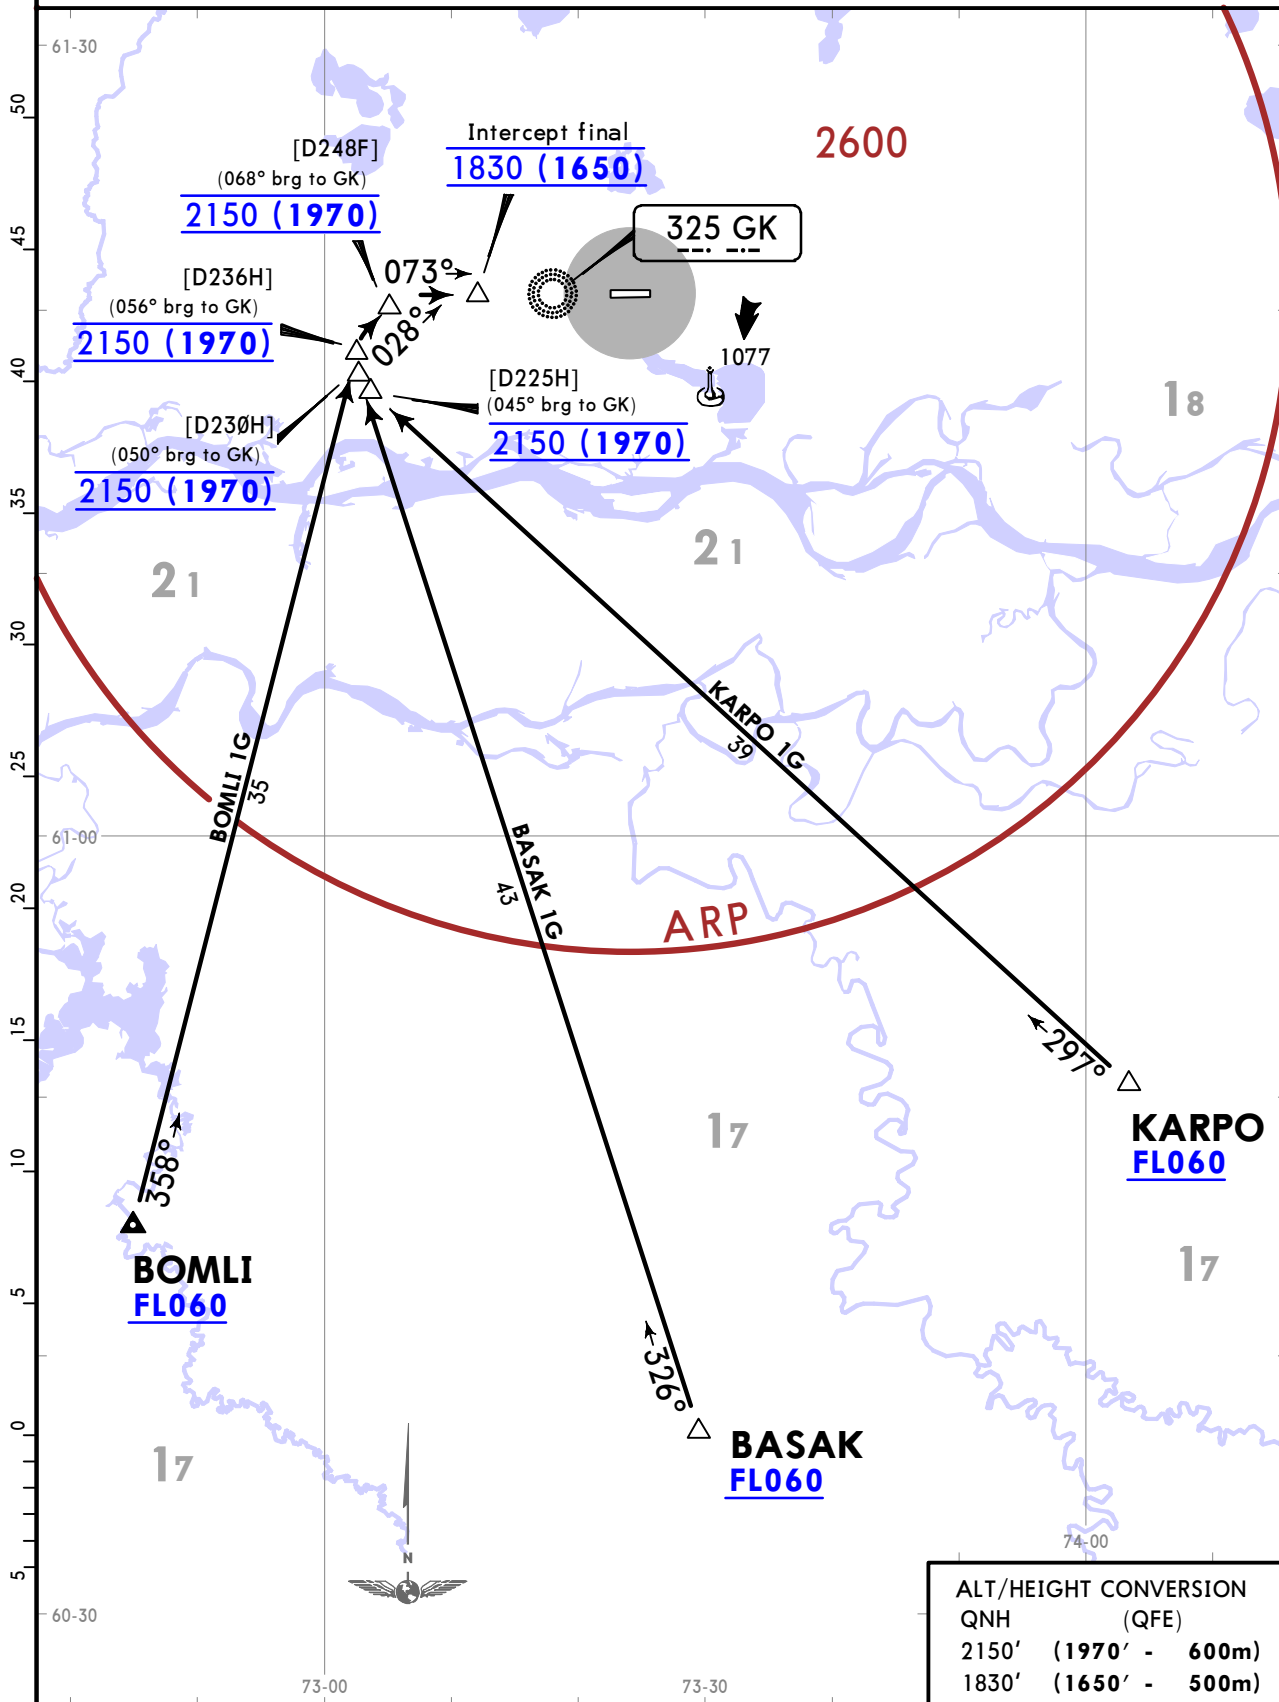 61-30
50
Intercept final
1830 (1650)
2600
[D248F]
(068° brg to GK)
2150 (1970)
325 GK
45
073°
[D236H]
(056° brg to GK)
2150 (1970)
028°
1077
40
[D225H]
(045° brg to GK)
2150 (1970)
18
[D23ØH]
(050° brg to GK)
2150 (1970)
35
21
21
30
KARPO 1G
39
BOMLI 1G
35
25
61-00
BASAK 1G
43
20
ARP
15
297°
17
KARPO
FL060
10
358°
BOMLI
FL060
17
5
326°
0
BASAK
FL060
17
74-00
N
5
60-30
ALT/HEIGHT CONVERSION
QNH (QFE)
2150' (1970' - 600m)
1830' (1650' - 500m)
73-00
73-30